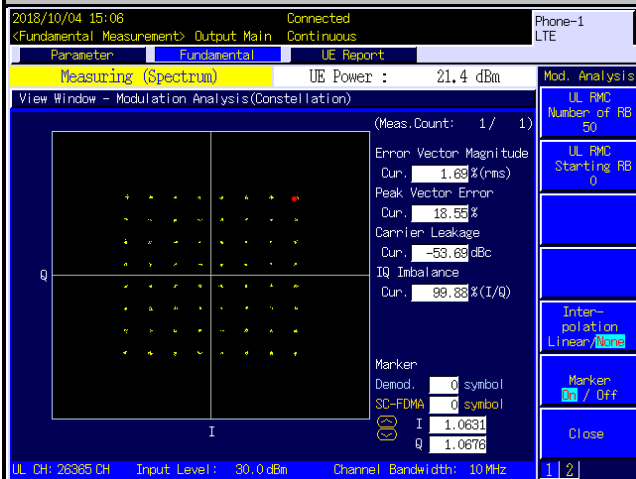 2018/10/04 15:06 Connected Phone-1
<Fundamental Measurement> Output Main Continuous LTE
Parameter Fundamental UE Report
Measuring (Spectrum) UE Power : 21.4 dBm Mod. Analysis
View Window - Modulation Analysis(Constellation)
UL RMC
Number of RB
50
(Meas.Count: 1/ 1)
Error Vector Magnitude
Cur. 1.69 %(rms)
UL RMC
Starting RB
0
Peak Vector Error
Cur. 18.55 %
Carrier Leakage
Cur. -53.69 dBc
IQ Imbalance
Cur. 99.88 %(I/Q)
Q
I
Inter-
polation
Linear/None
Marker
Demod. 0 symbol
SC-FDMA 0 symbol
I 1.0631
Q 1.0676
Marker
On / Off
Close
UL CH: 26365 CH Input Level: 30.0 dBm Channel Bandwidth: 10 MHz 1 2